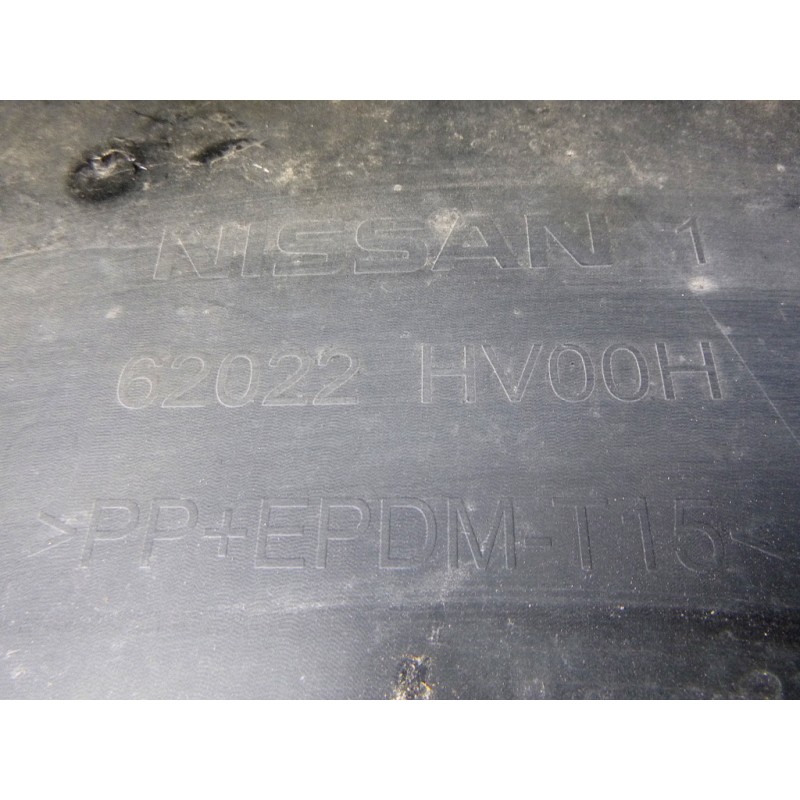 NISSAN 1
62022 HV00H
>PP+EPDM-T15<